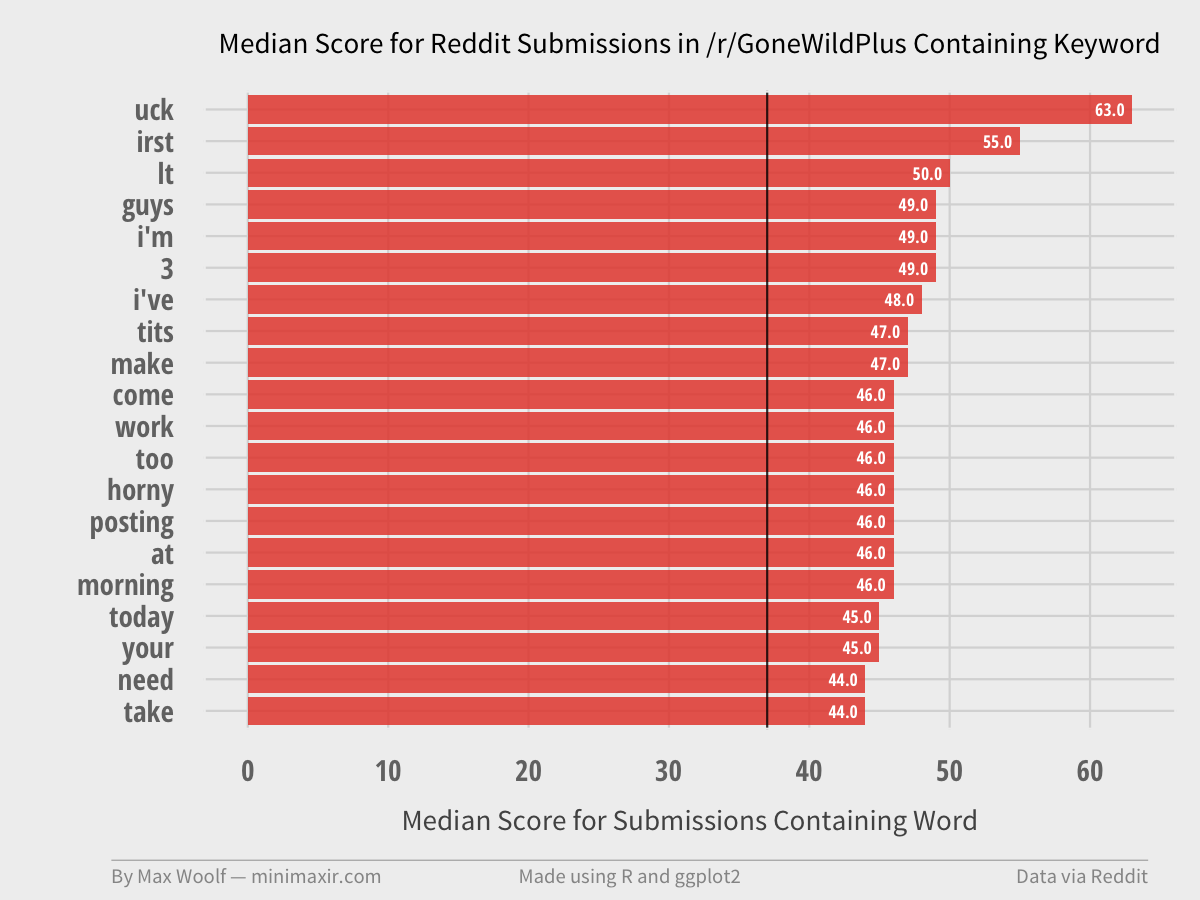 Median Score for Reddit Submissions in /r/GoneWildPlus Containing Keyword
uck 63.0
irst 55.0
lt 50.0
guys 49.0
i'm 49.0
3 49.0
i've 48.0
tits 47.0
make 47.0
come 46.0
work 46.0
too 46.0
horny 46.0
posting 46.0
at 46.0
morning 46.0
today 45.0
your 45.0
need 44.0
take 44.0
0 10 20 30 40 50 60
Median Score for Submissions Containing Word
By Max Woolf — minimaxir.com Made using R and ggplot2 Data via Reddit